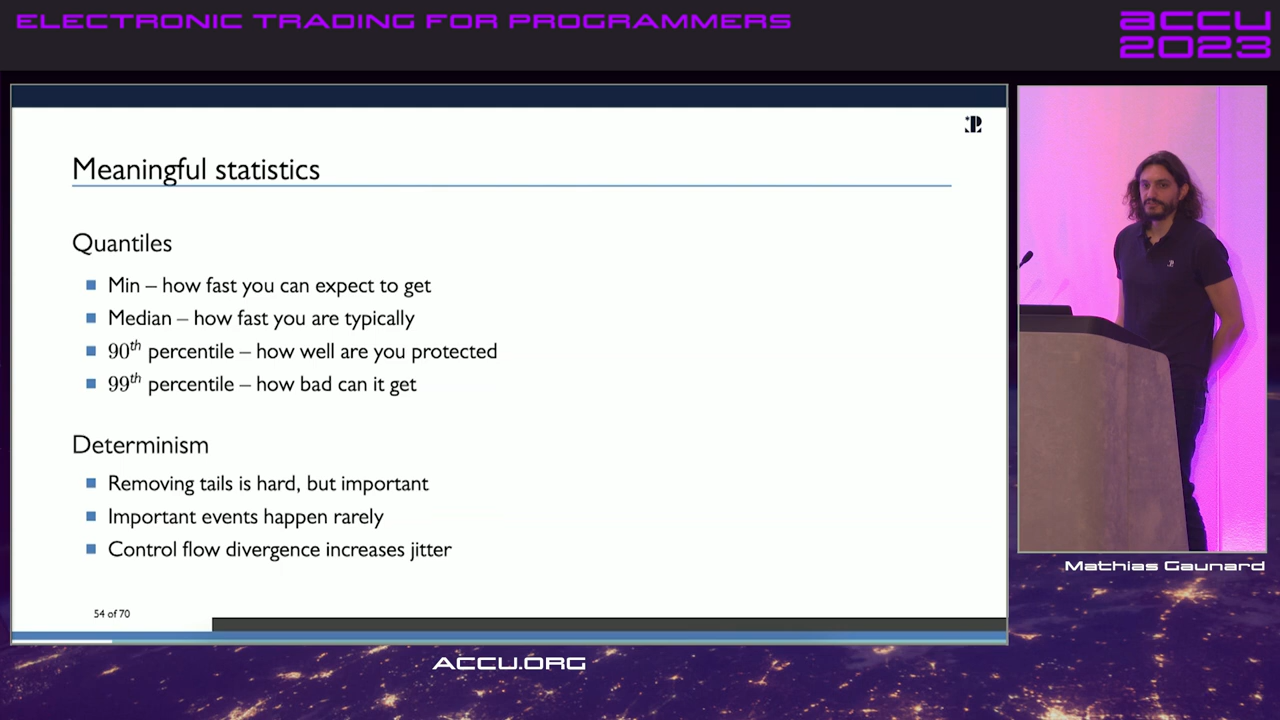 ELECTRONIC TRADING FOR PROGRAMMERS
accu
2023
Meaningful statistics
Quantiles
Min – how fast you can expect to get
Median – how fast you are typically
90th percentile – how well are you protected
99th percentile – how bad can it get
Determinism
Removing tails is hard, but important
Important events happen rarely
Control flow divergence increases jitter
54 of 70
Mathias Gaunard
ACCU.ORG